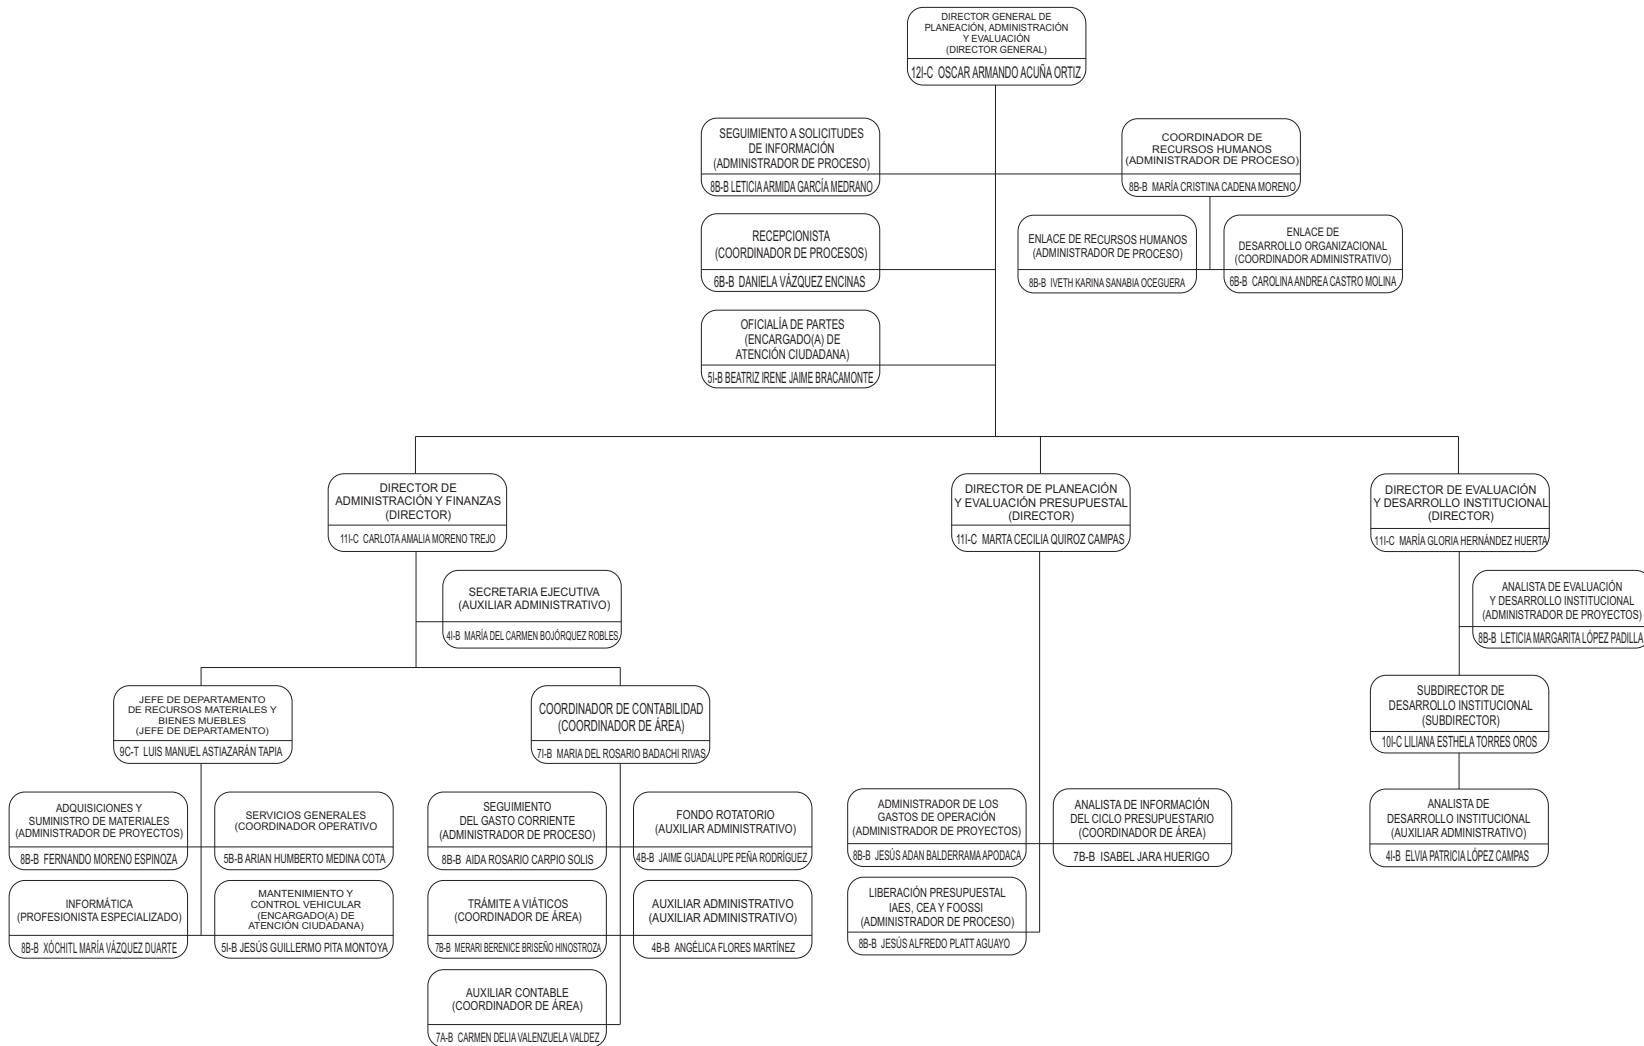 DIRECTOR GENERAL DE
PLANEACIÓN, ADMINISTRACIÓN
Y EVALUACIÓN
(DIRECTOR GENERAL)
12I-C OSCAR ARMANDO ACUÑA ORTIZ
SEGUIMIENTO A SOLICITUDES
DE INFORMACIÓN
(ADMINISTRADOR DE PROCESO)
8B-B LETICIA ARMIDA GARCÍA MEDRANO
COORDINADOR DE
RECURSOS HUMANOS
(ADMINISTRADOR DE PROCESO)
8B-B MARÍA CRISTINA CADENA MORENO
RECEPCIONISTA
(COORDINADOR DE PROCESOS)
6B-B DANIELA VÁZQUEZ ENCINAS
ENLACE DE RECURSOS HUMANOS
(ADMINISTRADOR DE PROCESO)
8B-B IVETH KARINA SANABIA OCEGUERA
ENLACE DE
DESARROLLO ORGANIZACIONAL
(COORDINADOR ADMINISTRATIVO)
6B-B CAROLINA ANDREA CASTRO MOLINA
OFICIALÍA DE PARTES
(ENCARGADO(A) DE
ATENCIÓN CIUDADANA)
5I-B BEATRIZ IRENE JAIME BRACAMONTE
DIRECTOR DE
ADMINISTRACIÓN Y FINANZAS
(DIRECTOR)
11I-C CARLOTA AMALIA MORENO TREJO
DIRECTOR DE PLANEACIÓN
Y EVALUACIÓN PRESUPUESTAL
(DIRECTOR)
11I-C MARTA CECILIA QUIROZ CAMPAS
DIRECTOR DE EVALUACIÓN
Y DESARROLLO INSTITUCIONAL
(DIRECTOR)
11I-C MARÍA GLORIA HERNÁNDEZ HUERTA
SECRETARIA EJECUTIVA
(AUXILIAR ADMINISTRATIVO)
4I-B MARÍA DEL CARMEN BOJÓRQUEZ ROBLES
ANALISTA DE EVALUACIÓN
Y DESARROLLO INSTITUCIONAL
(ADMINISTRADOR DE PROYECTOS)
8B-B LETICIA MARGARITA LÓPEZ PADILLA
JEFE DE DEPARTAMENTO
DE RECURSOS MATERIALES Y
BIENES MUEBLES
(JEFE DE DEPARTAMENTO)
9C-T LUIS MANUEL ASTIAZARÁN TAPIA
COORDINADOR DE CONTABILIDAD
(COORDINADOR DE ÁREA)
7I-B MARIA DEL ROSARIO BADACHI RIVAS
SUBDIRECTOR DE
DESARROLLO INSTITUCIONAL
(SUBDIRECTOR)
10I-C LILIANA ESTHELA TORRES OROS
ADQUISICIONES Y
SUMINISTRO DE MATERIALES
(ADMINISTRADOR DE PROYECTOS)
8B-B FERNANDO MORENO ESPINOZA
SERVICIOS GENERALES
(COORDINADOR OPERATIVO
5B-B ARIAN HUMBERTO MEDINA COTA
SEGUIMIENTO
DEL GASTO CORRIENTE
(ADMINISTRADOR DE PROCESO)
8B-B AIDA ROSARIO CARPIO SOLIS
FONDO ROTATORIO
(AUXILIAR ADMINISTRATIVO)
4B-B JAIME GUADALUPE PEÑA RODRÍGUEZ
ADMINISTRADOR DE LOS
GASTOS DE OPERACIÓN
(ADMINISTRADOR DE PROYECTOS)
8B-B JESÚS ADAN BALDERRAMA APODACA
ANALISTA DE INFORMACIÓN
DEL CICLO PRESUPUESTARIO
(COORDINADOR DE ÁREA)
7B-B ISABEL JARA HUERIGO
ANALISTA DE
DESARROLLO INSTITUCIONAL
(AUXILIAR ADMINISTRATIVO)
4I-B ELVIA PATRICIA LÓPEZ CAMPAS
INFORMÁTICA
(PROFESIONISTA ESPECIALIZADO)
8B-B XÓCHITL MARÍA VÁZQUEZ DUARTE
MANTENIMIENTO Y
CONTROL VEHICULAR
(ENCARGADO(A) DE
ATENCIÓN CIUDADANA)
5I-B JESÚS GUILLERMO PITA MONTOYA
TRÁMITE A VIÁTICOS
(COORDINADOR DE ÁREA)
7B-B MERARI BERENICE BRISEÑO HINOSTROZA
AUXILIAR ADMINISTRATIVO
(AUXILIAR ADMINISTRATIVO)
4B-B ANGÉLICA FLORES MARTÍNEZ
LIBERACIÓN PRESUPUESTAL
IAES, CEA Y FOOSSI
(ADMINISTRADOR DE PROCESO)
8B-B JESÚS ALFREDO PLATT AGUAYO
AUXILIAR CONTABLE
(COORDINADOR DE ÁREA)
7A-B CARMEN DELIA VALENZUELA VALDEZ